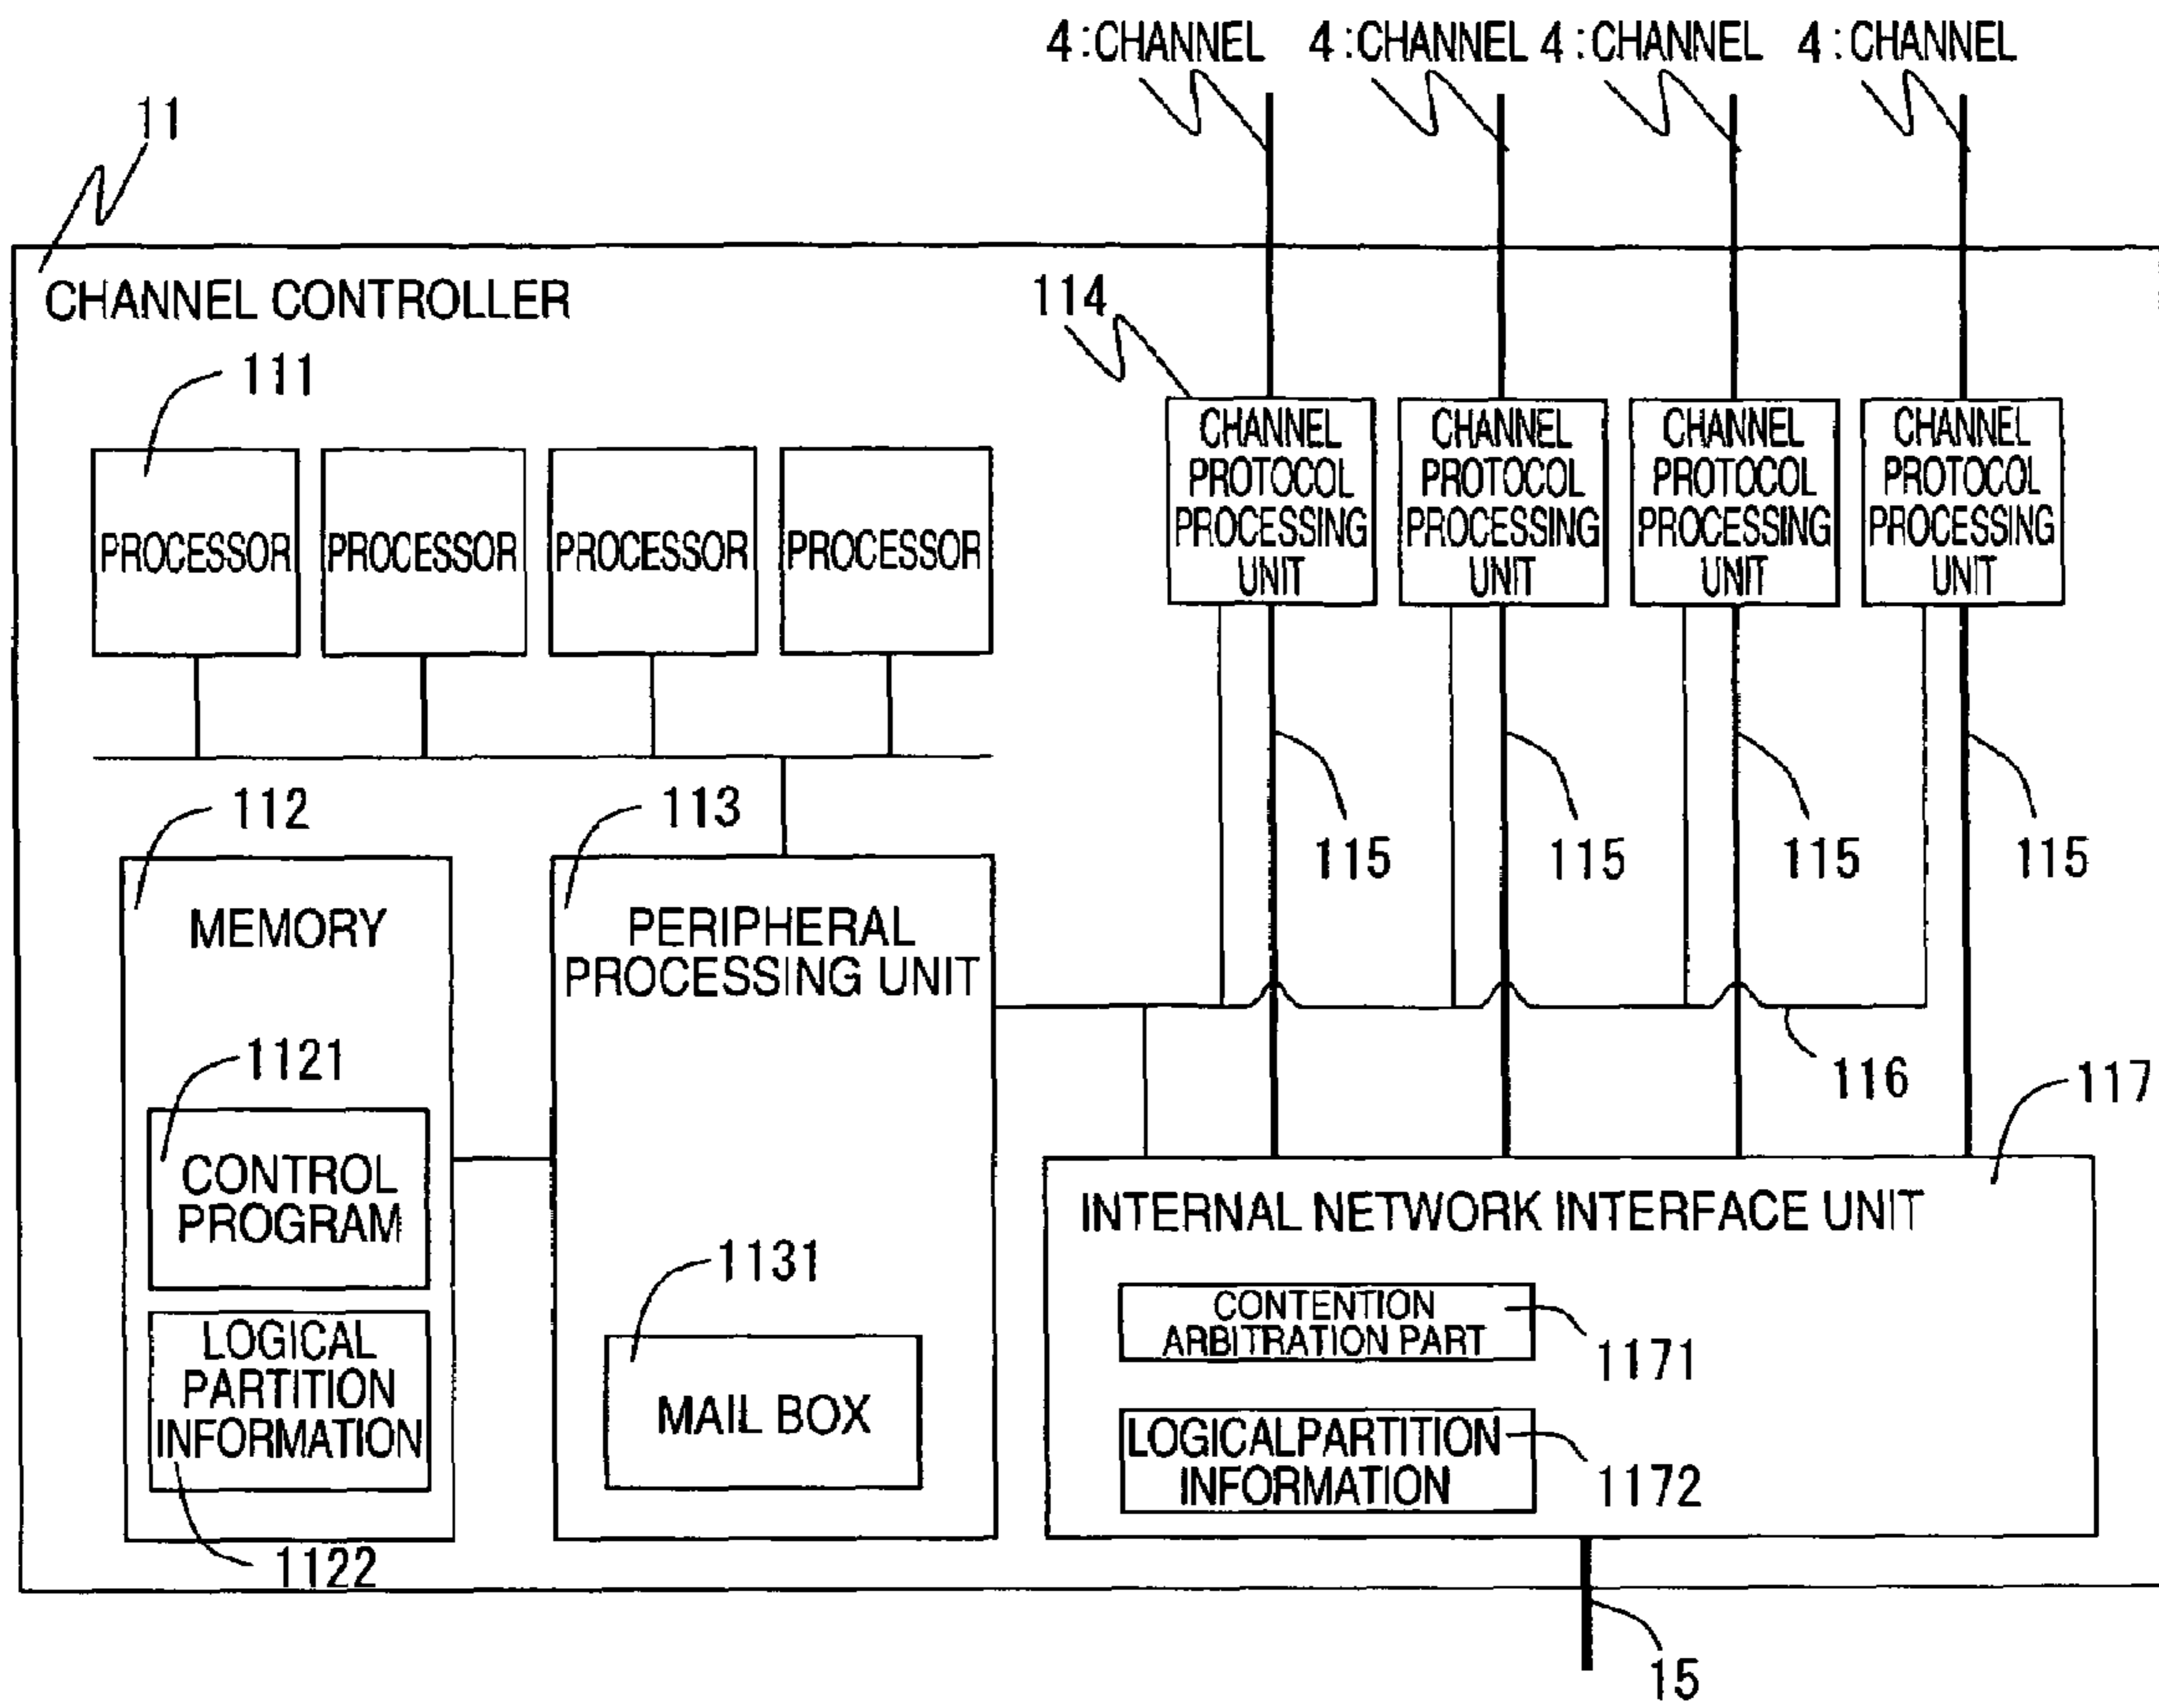 4:CHANNEL 4:CHANNEL 4:CHANNEL 4:CHANNEL
11
CHANNEL CONTROLLER
114
111
CHANNEL
PROTOCOL
PROCESSING
UNIT
CHANNEL
PROTOCOL
PROCESSING
UNIT
CHANNEL
PROTOCOL
PROCESSING
UNIT
CHANNEL
PROTOCOL
PROCESSING
UNIT
PROCESSOR
PROCESSOR
PROCESSOR
PROCESSOR
112
113
115
115
115
115
MEMORY
PERIPHERAL
PROCESSING UNIT
1121
116
117
CONTROL
PROGRAM
INTERNAL NETWORK INTERFACE UNIT
1131
CONTENTION
ARBITRATION PART
1171
LOGICAL
PARTITION
INFORMATION
MAIL BOX
LOGICALPARTITION
INFORMATION
1172
1122
15